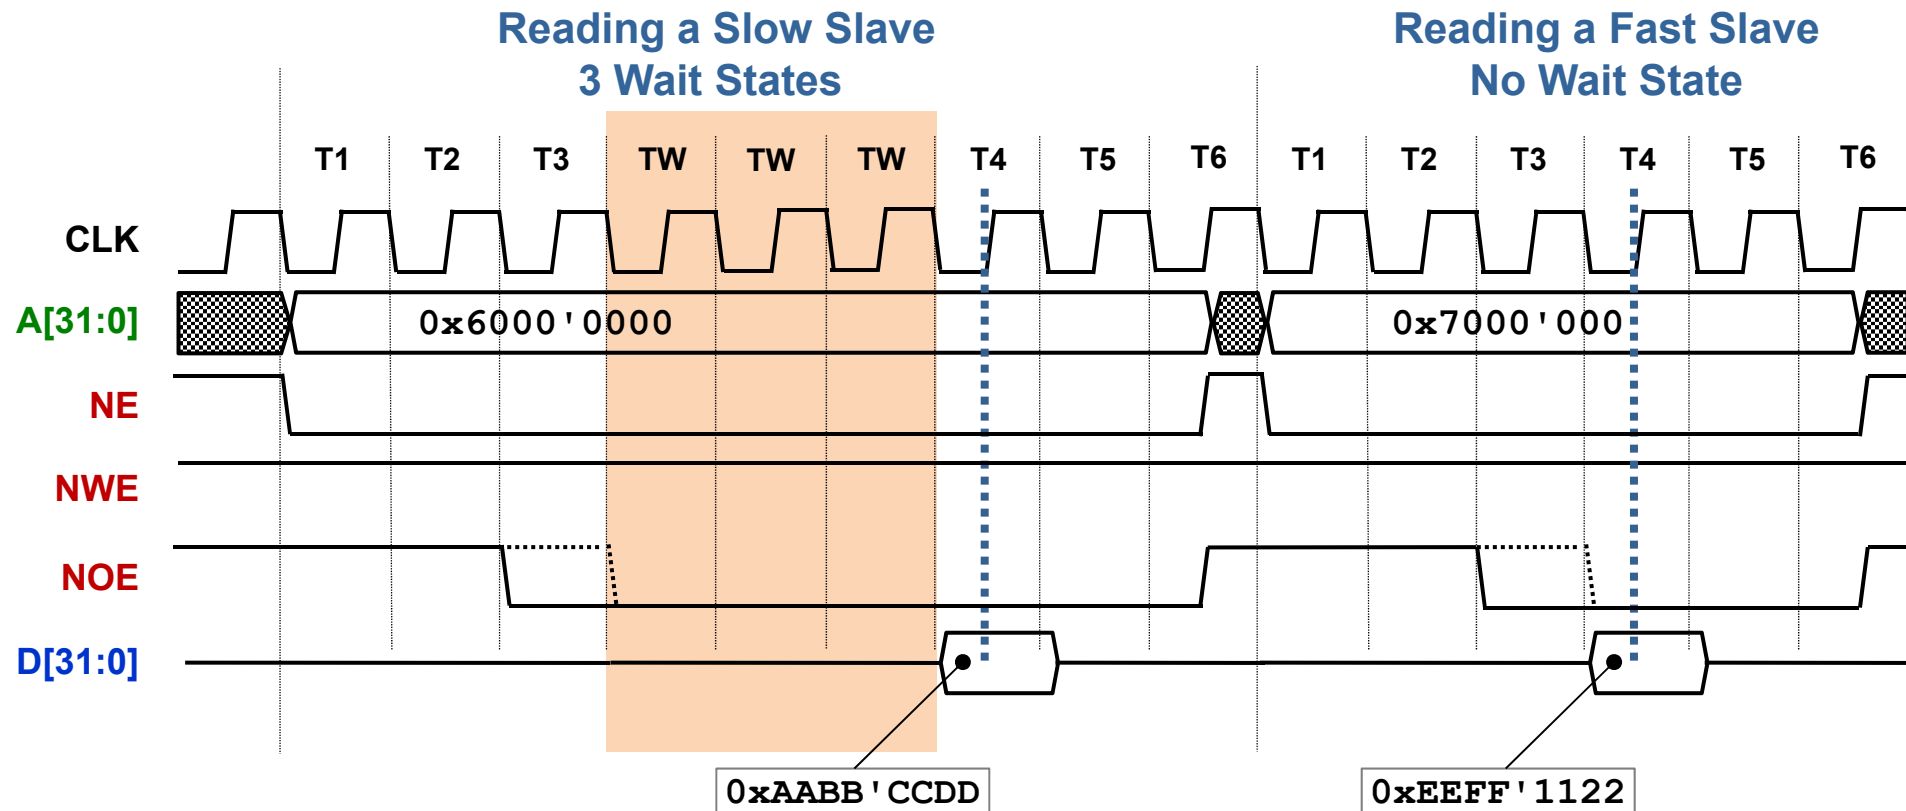 Reading a Slow Slave
3 Wait States
Reading a Fast Slave
No Wait State
T1 T2 T3 TW TW TW T4 T5 T6 T1 T2 T3 T4 T5 T6
CLK
A[31:0] 0x6000'0000 0x7000'000
NE
NWE
NOE
D[31:0]
0xAABB'CCDD 0xEEFF'1122